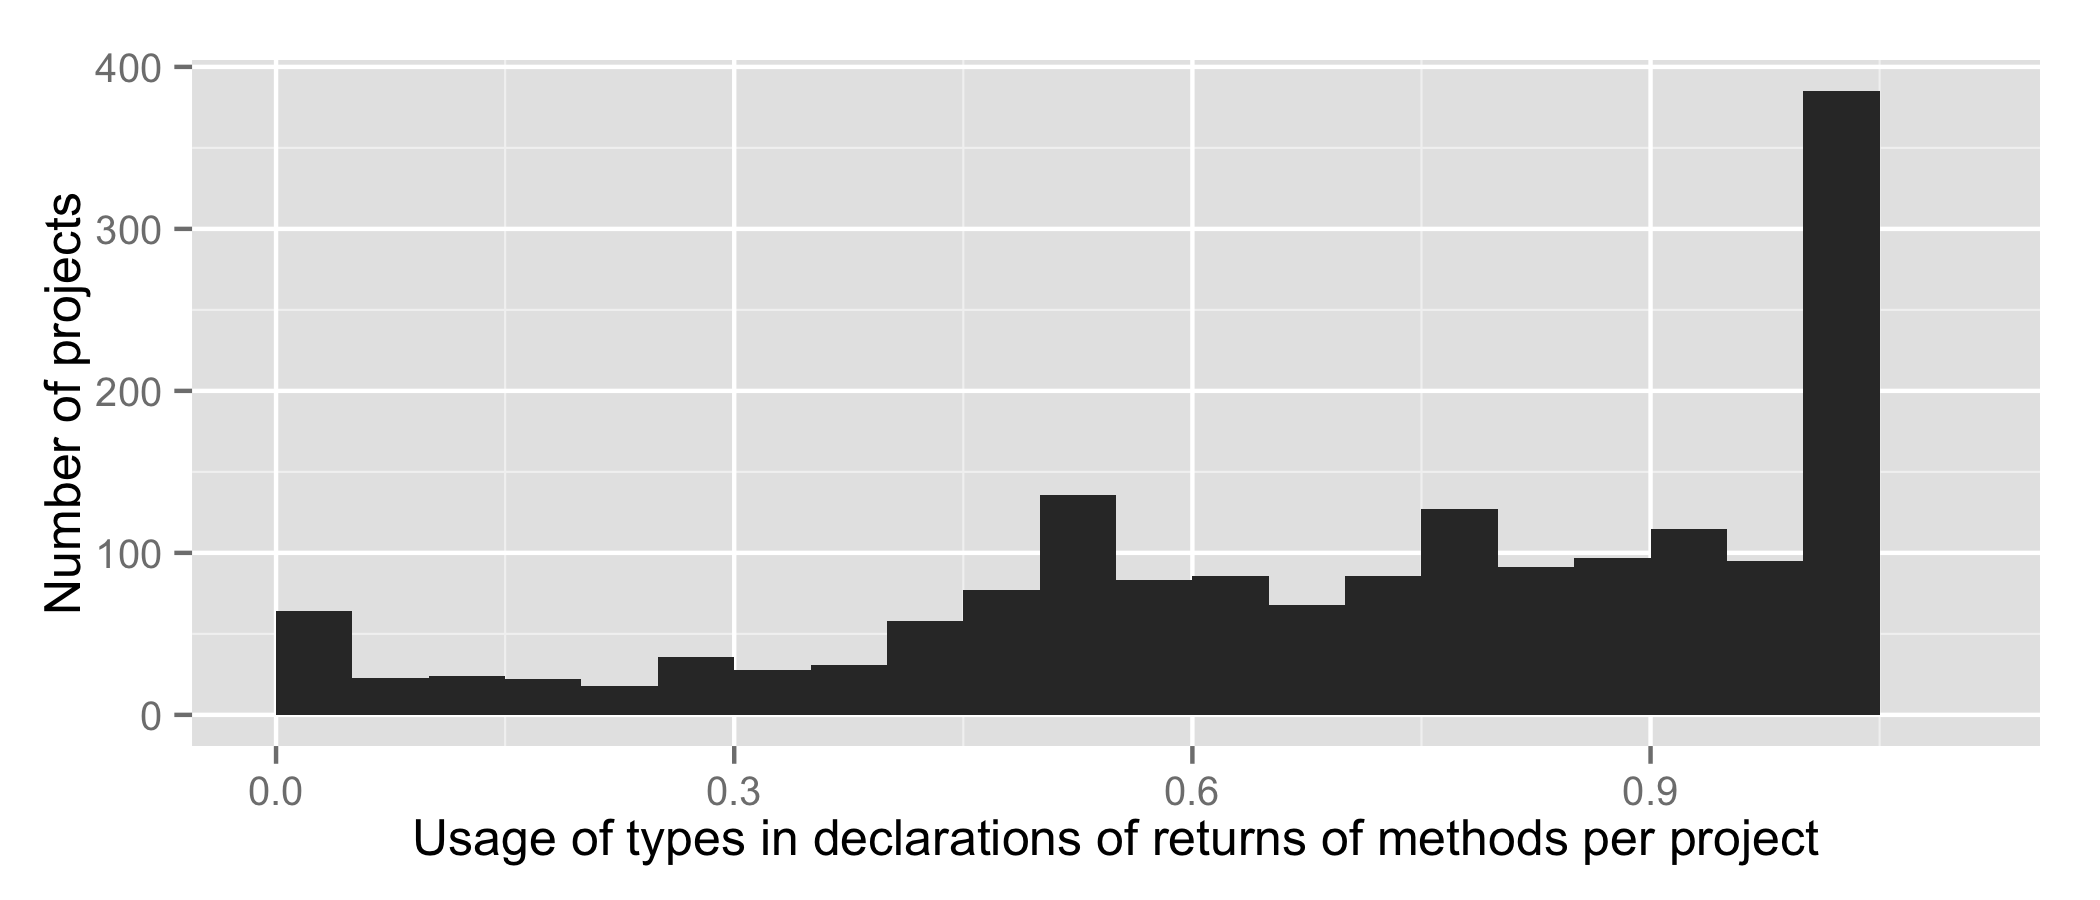 Number of projects
400
300
200
100
0
0.0 0.3 0.6 0.9
Usage of types in declarations of returns of methods per project